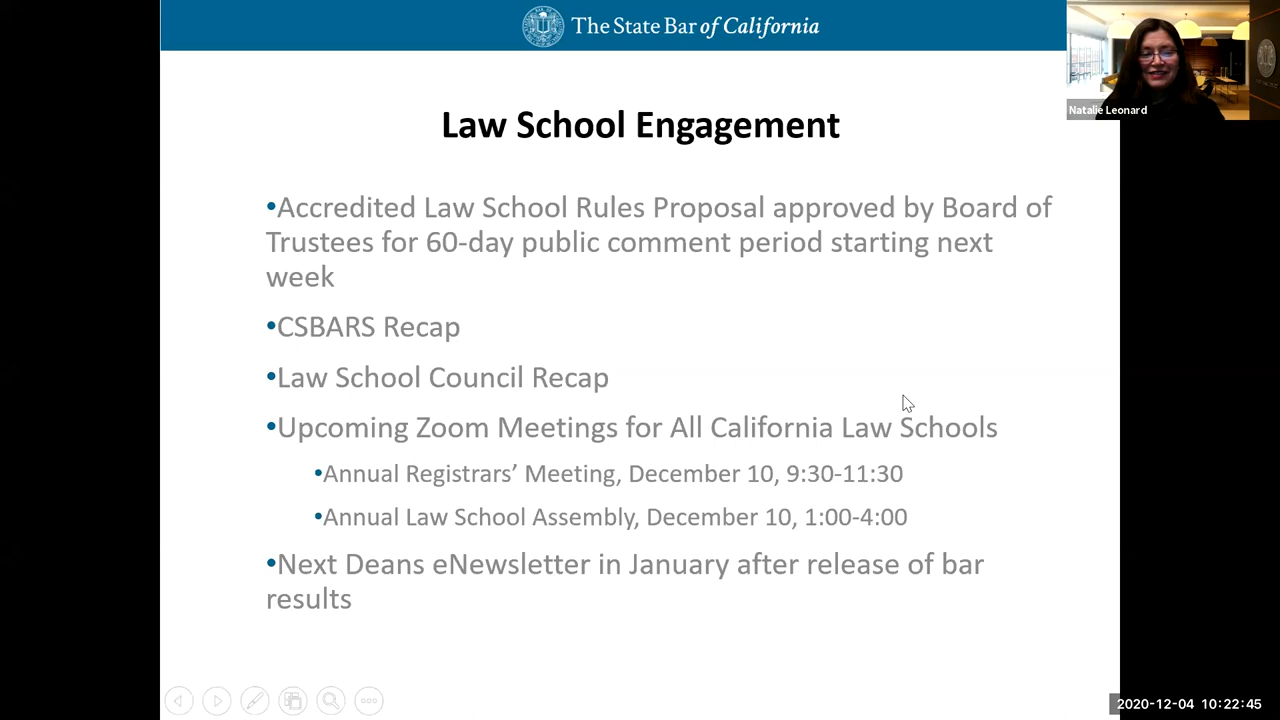 The State Bar of California
Natalie Leonard
Law School Engagement
•Accredited Law School Rules Proposal approved by Board of
Trustees for 60-day public comment period starting next
week
•CSBARS Recap
•Law School Council Recap
•Upcoming Zoom Meetings for All California Law Schools
•Annual Registrars’ Meeting, December 10, 9:30-11:30
•Annual Law School Assembly, December 10, 1:00-4:00
•Next Deans eNewsletter in January after release of bar
results
2020-12-04 10:22:45